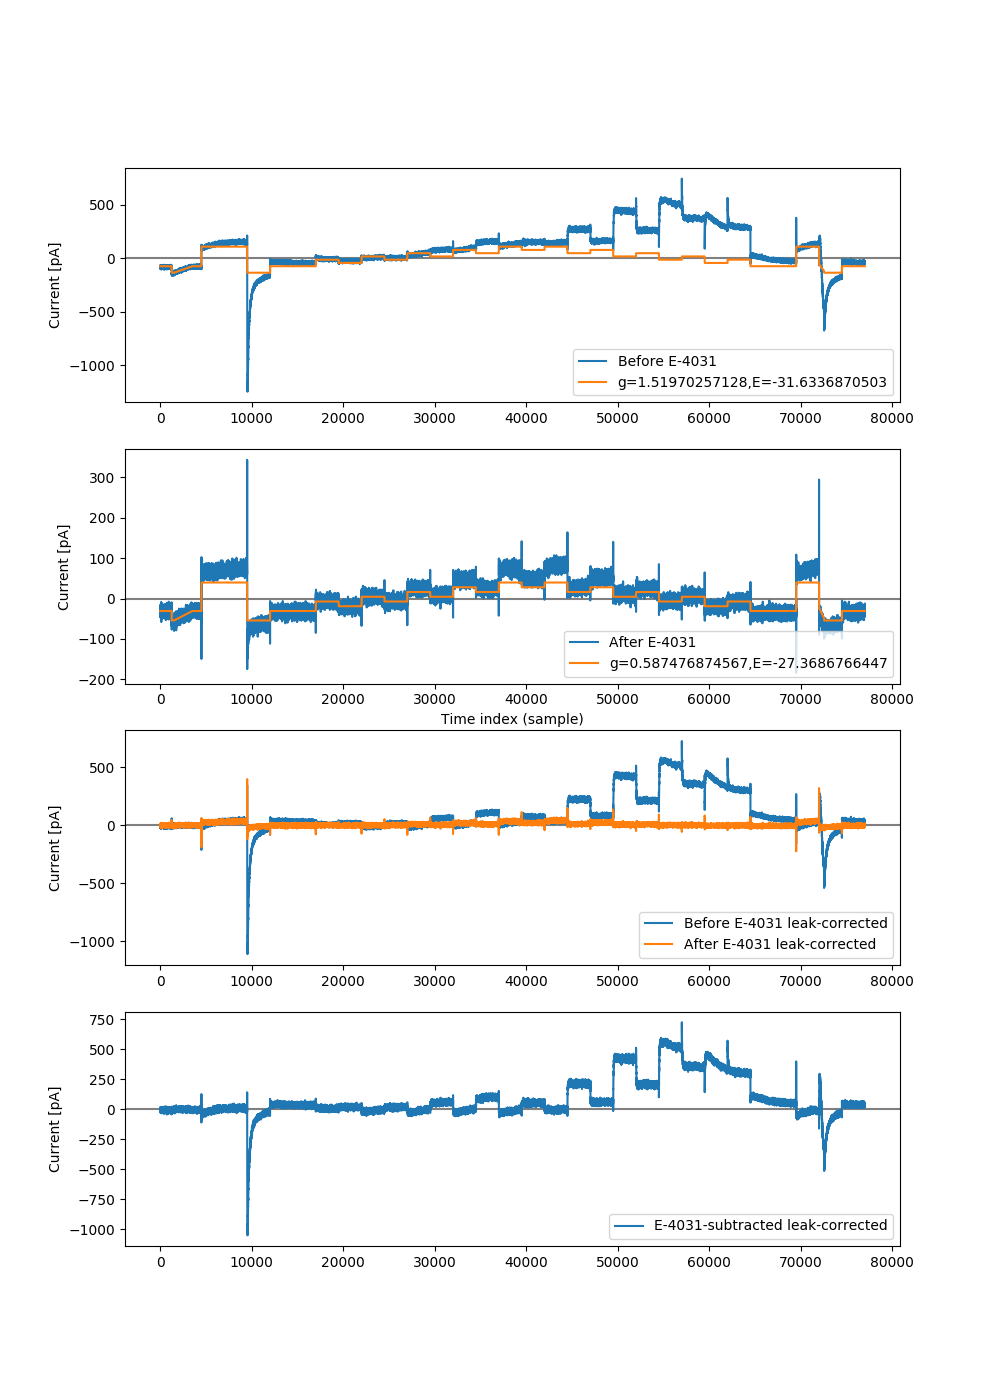 500
0
−500
−1000
Current [pA]
Before E-4031
g=1.51970257128,E=-31.6336870503
0 10000 20000 30000 40000 50000 60000 70000 80000
300
200
100
0
−100
−200
Current [pA]
After E-4031
g=0.587476874567,E=-27.3686766447
0 10000 20000 30000 40000 50000 60000 70000 80000
Time index (sample)
500
0
−500
−1000
Current [pA]
Before E-4031 leak-corrected
After E-4031 leak-corrected
0 10000 20000 30000 40000 50000 60000 70000 80000
750
500
250
0
−250
−500
−750
−1000
Current [pA]
E-4031-subtracted leak-corrected
0 10000 20000 30000 40000 50000 60000 70000 80000